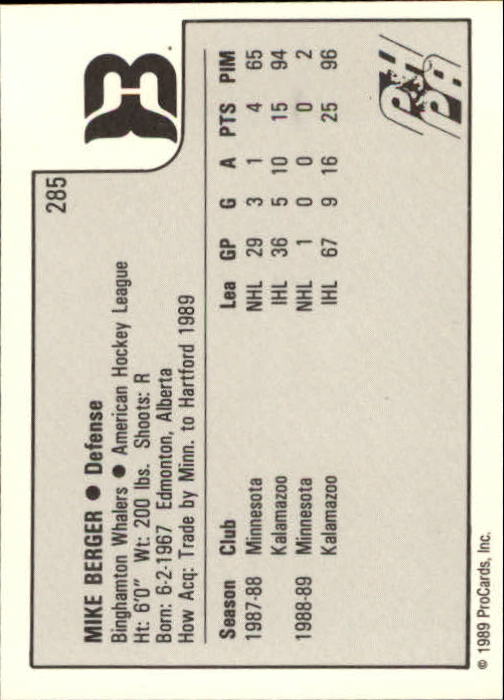 285
MIKE BERGER ● Defense
Binghamton Whalers ● American Hockey League
Ht: 6'0" Wt: 200 lbs. Shoots: R
Born: 6-2-1967 Edmonton, Alberta
How Acq: Trade by Minn. to Hartford 1989
Season Club Lea GP G A PTS PIM
1987-88 Minnesota NHL 29 3 1 4 65
Kalamazoo IHL 36 5 10 15 94
1988-89 Minnesota NHL 1 0 0 0 2
Kalamazoo IHL 67 9 16 25 96
© 1989 ProCards, Inc.